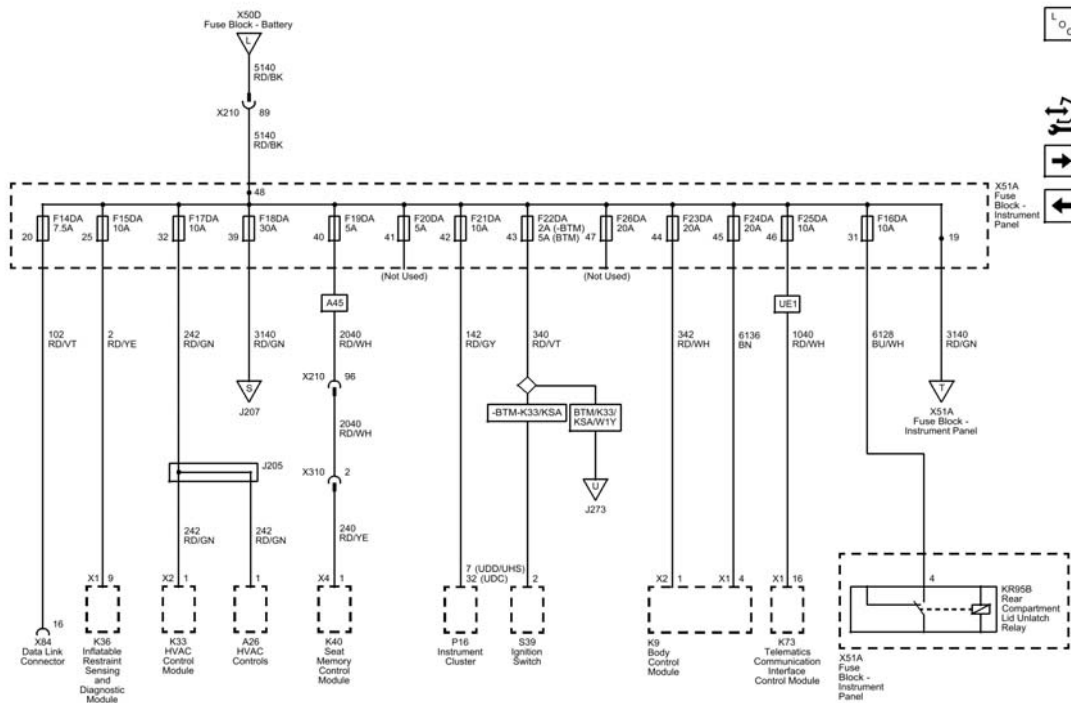 X50D
Fuse Block - Battery
L
5140
RD/BK
X210
89
5140
RD/BK
48
X51A
Fuse
Block -
Instrument
Panel
F14DA
7.5A
20
F15DA
10A
25
F17DA
10A
32
F18DA
30A
39
F19DA
5A
40
F20DA
5A
41
F21DA
10A
42
F22DA
2A (-BTM)
5A (BTM)
43
F26DA
20A
47
F23DA
20A
44
F24DA
20A
45
F25DA
10A
46
F16DA
10A
31
19
(Not Used)
(Not Used)
A45
UE1
102
RD/VT
2
RD/YE
242
RD/GN
3140
RD/GN
2040
RD/WH
142
RD/GY
340
RD/VT
342
RD/WH
6136
BN
1040
RD/WH
6128
BU/WH
3140
RD/GN
S
J207
X210
96
-BTM-K33/KSA
BTM/K33/
KSA/W1Y
T
X51A
Fuse Block -
Instrument Panel
2040
RD/WH
J205
X310
2
U
J273
242
RD/GN
242
RD/GN
240
RD/YE
7 (UDD/UHS)
32 (UDC)
16
X84
Data Link
Connector
X1
9
K36
Inflatable
Restraint
Sensing
and
Diagnostic
Module
X2
1
K33
HVAC
Control
Module
1
A26
HVAC
Controls
X4
1
K40
Seat
Memory
Control
Module
P16
Instrument
Cluster
2
S39
Ignition
Switch
X2
1
X1
4
K9
Body
Control
Module
X1
16
K73
Telematics
Communication
Interface
Control Module
4
KR95B
Rear
Compartment
Lid Unlatch
Relay
X51A
Fuse
Block -
Instrument
Panel
L
O
C